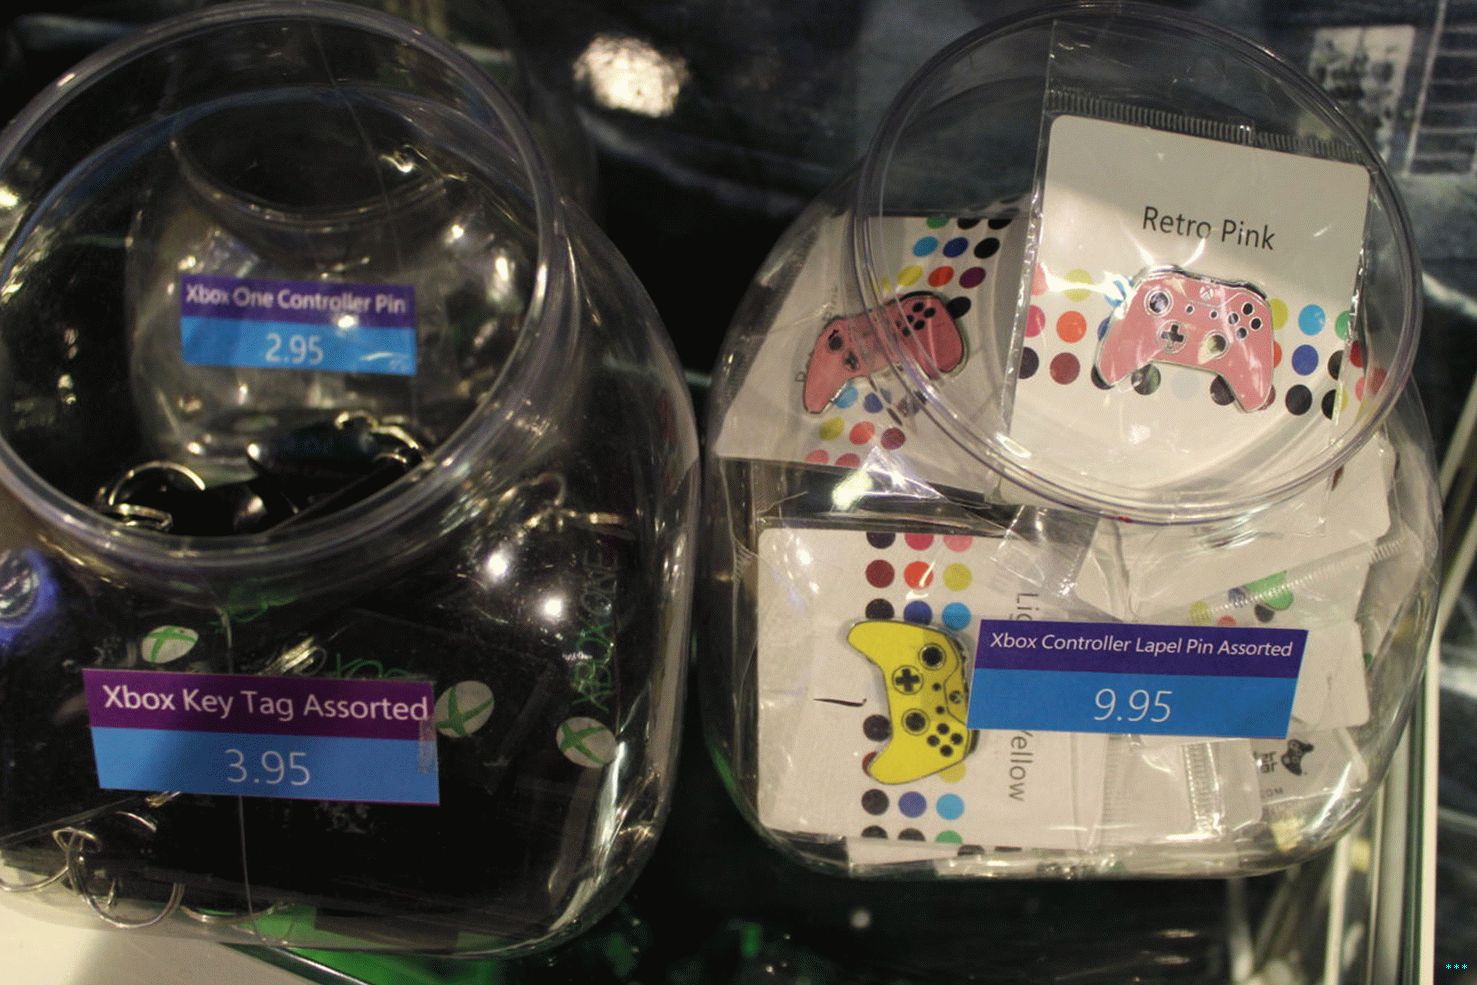 Xbox One Controller Pin
2.95
Xbox Key Tag Assorted
3.95
Retro Pink
Xbox Controller Lapel Pin Assorted
9.95
Yellow
***